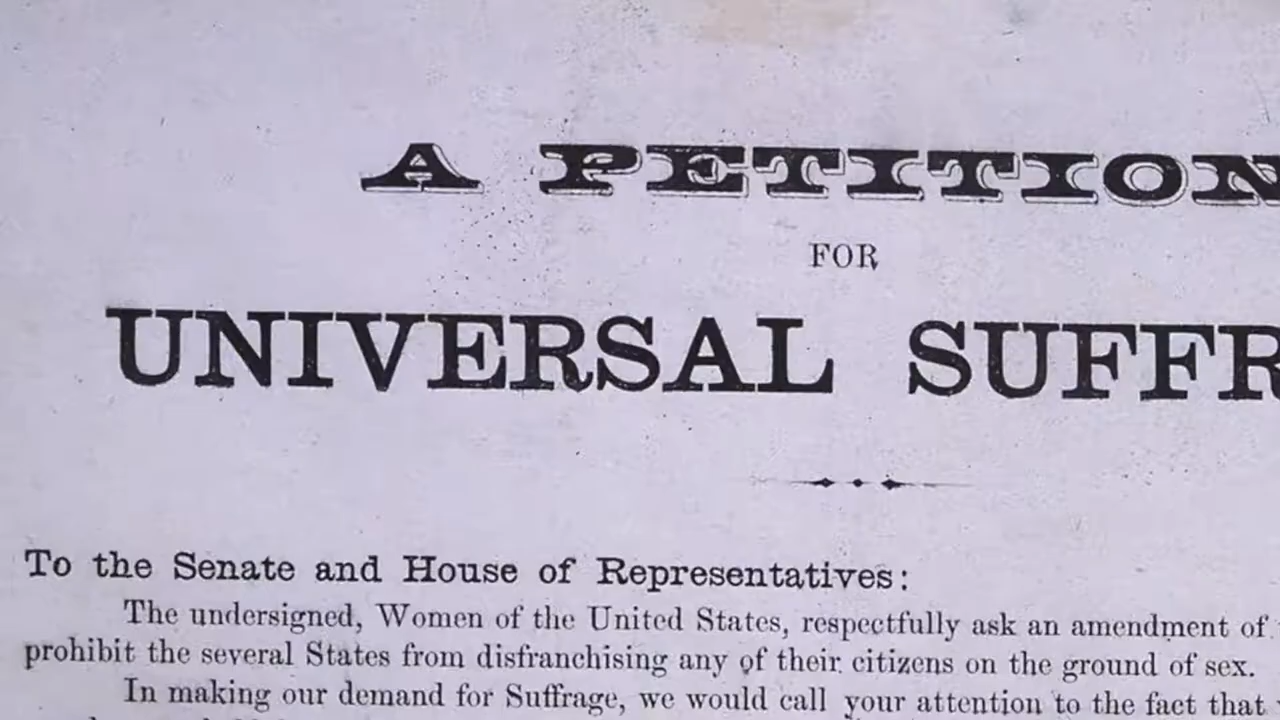 A PETITION
FOR
UNIVERSAL SUFFR
To the Senate and House of Representatives:
The undersigned, Women of the United States, respectfully ask an amendment of
prohibit the several States from disfranchising any of their citizens on the ground of sex.
In making our demand for Suffrage, we would call your attention to the fact that